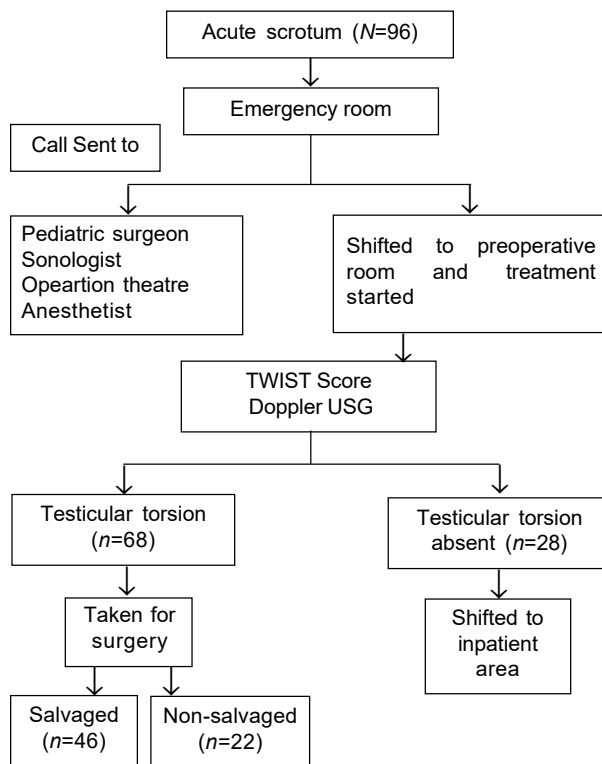 Acute scrotum (N=96)
Emergency room
Call Sent to
Pediatric surgeon
Sonologist
Opeartion theatre
Anesthetist
Shifted to preoperative
room and treatment
started
TWIST Score
Doppler USG
Testicular torsion
(n=68)
Testicular torsion
absent (n=28)
Taken for
surgery
Shifted to
inpatient
area
Salvaged
(n=46)
Non-salvaged
(n=22)